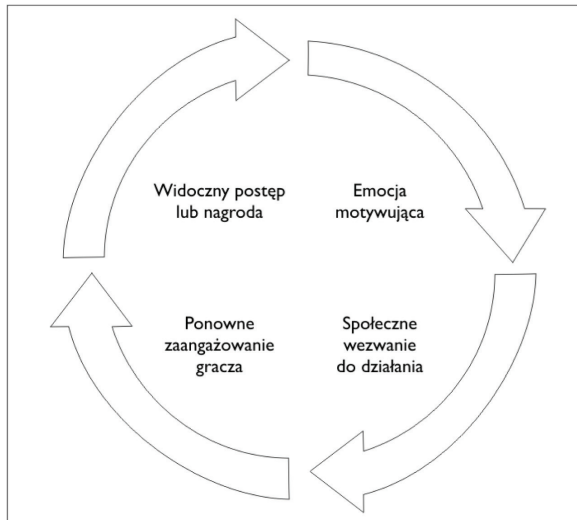 Widoczny postęp
lub nagroda
Emocja
motywująca
Ponowne
zaangażowanie
gracza
Społeczne
wezwanie
do działania